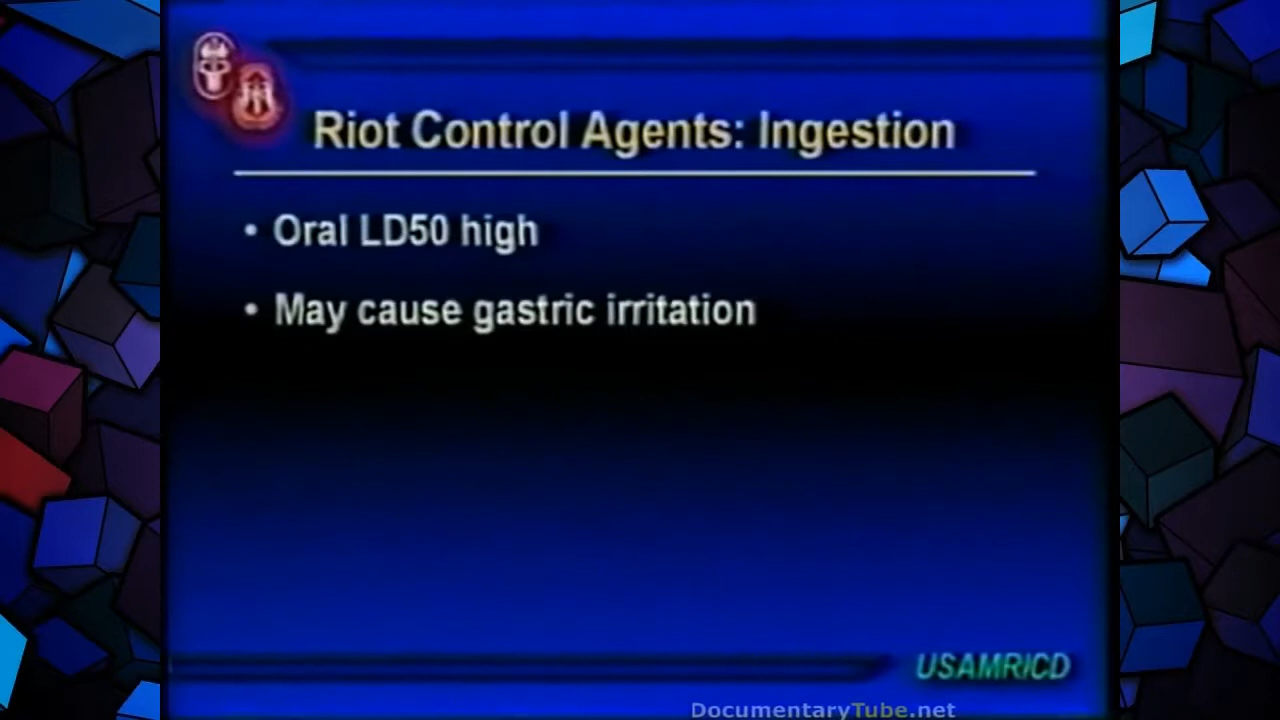 Riot Control Agents: Ingestion
• Oral LD50 high
• May cause gastric irritation
USAMRICD
DocumentaryTube.net